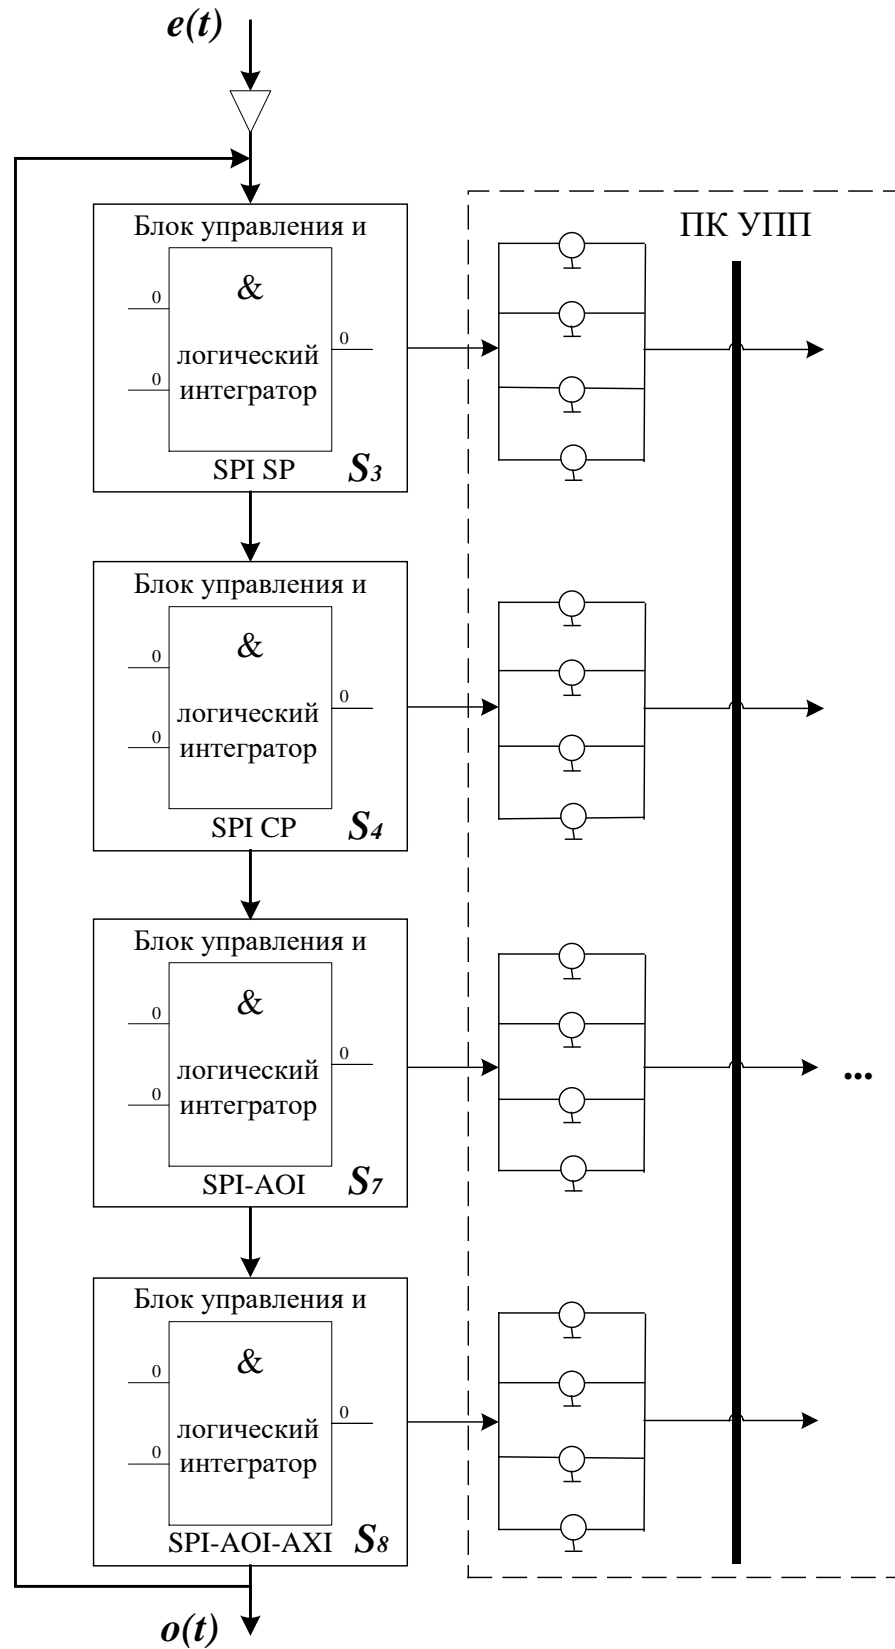 e(t)
ПК УПП
Блок управления и
&
0
0
0
логический
интегратор
SPI SP
S3
Блок управления и
&
0
0
0
логический
интегратор
SPI CP
S4
Блок управления и
&
0
0
0
логический
интегратор
SPI-AOI
S7
...
Блок управления и
&
0
0
0
логический
интегратор
SPI-AOI-AXI
S8
o(t)